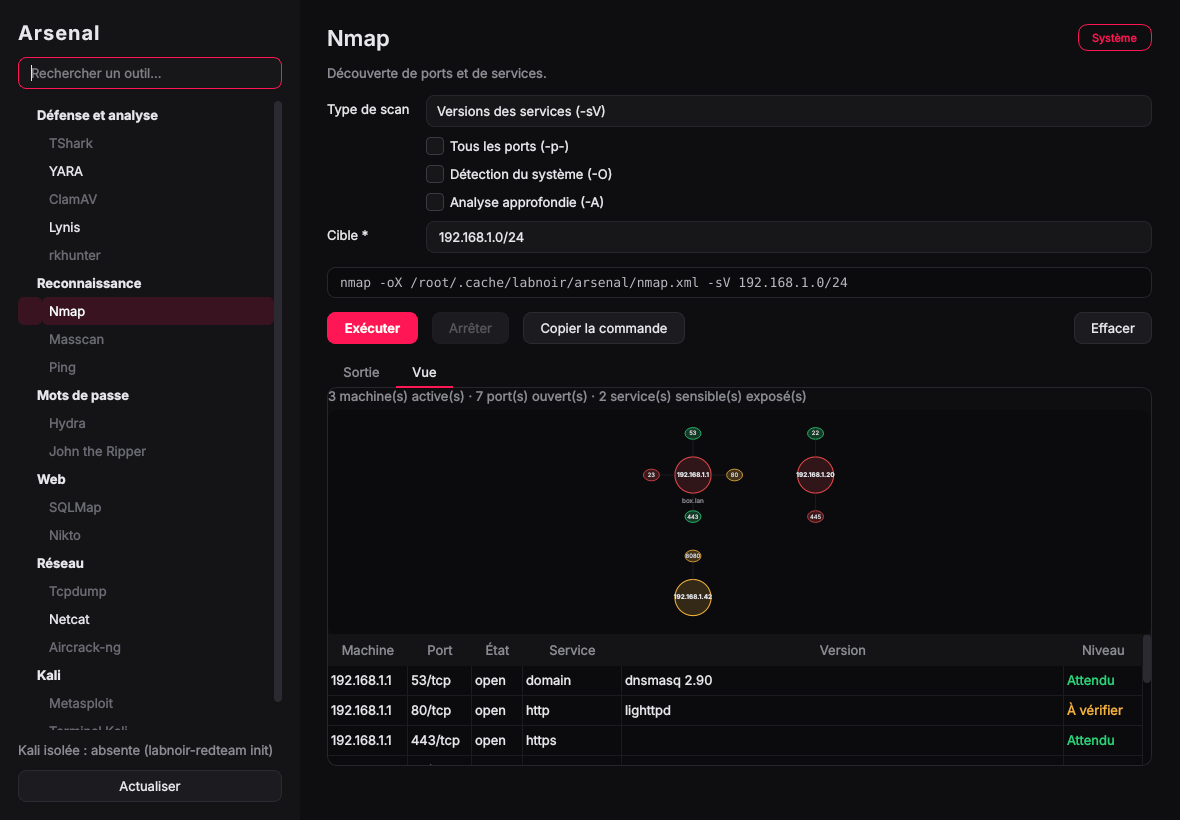 Arsenal
Rechercher un outil...
Défense et analyse
TShark
YARA
ClamAV
Lynis
rkhunter
Reconnaissance
Nmap
Masscan
Ping
Mots de passe
Hydra
John the Ripper
Web
SQLMap
Nikto
Réseau
Tcpdump
Netcat
Aircrack-ng
Kali
Metasploit
Terminal Kali
Kali isolée : absente (labnoir-redteam init)
Actualiser
Nmap
Système
Découverte de ports et de services.
Type de scan
Versions des services (-sV)
Tous les ports (-p-)
Détection du système (-O)
Analyse approfondie (-A)
Cible *
192.168.1.0/24
nmap -oX /root/.cache/labnoir/arsenal/nmap.xml -sV 192.168.1.0/24
Exécuter Arrêter Copier la commande Effacer
Sortie Vue
3 machine(s) active(s) · 7 port(s) ouvert(s) · 2 service(s) sensible(s) exposé(s)
53 22
23 192.168.1.1 80 192.168.1.20
box.lan
443 445
8080
192.168.1.42
Machine Port État Service Version Niveau
192.168.1.1 53/tcp open domain dnsmasq 2.90 Attendu
192.168.1.1 80/tcp open http lighttpd À vérifier
192.168.1.1 443/tcp open https Attendu